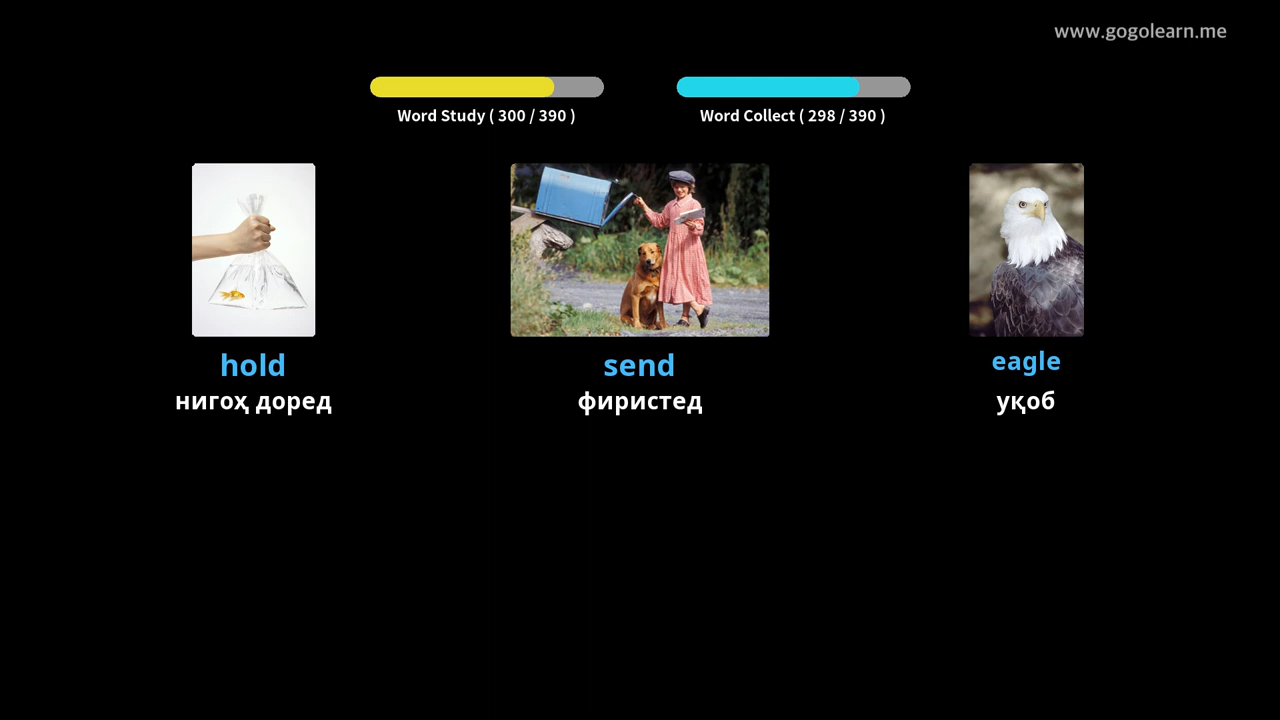 www.gogolearn.me
Word Study ( 300 / 390 )
Word Collect ( 298 / 390 )
hold
нигоҳ доред
send
фиристед
eagle
уқоб